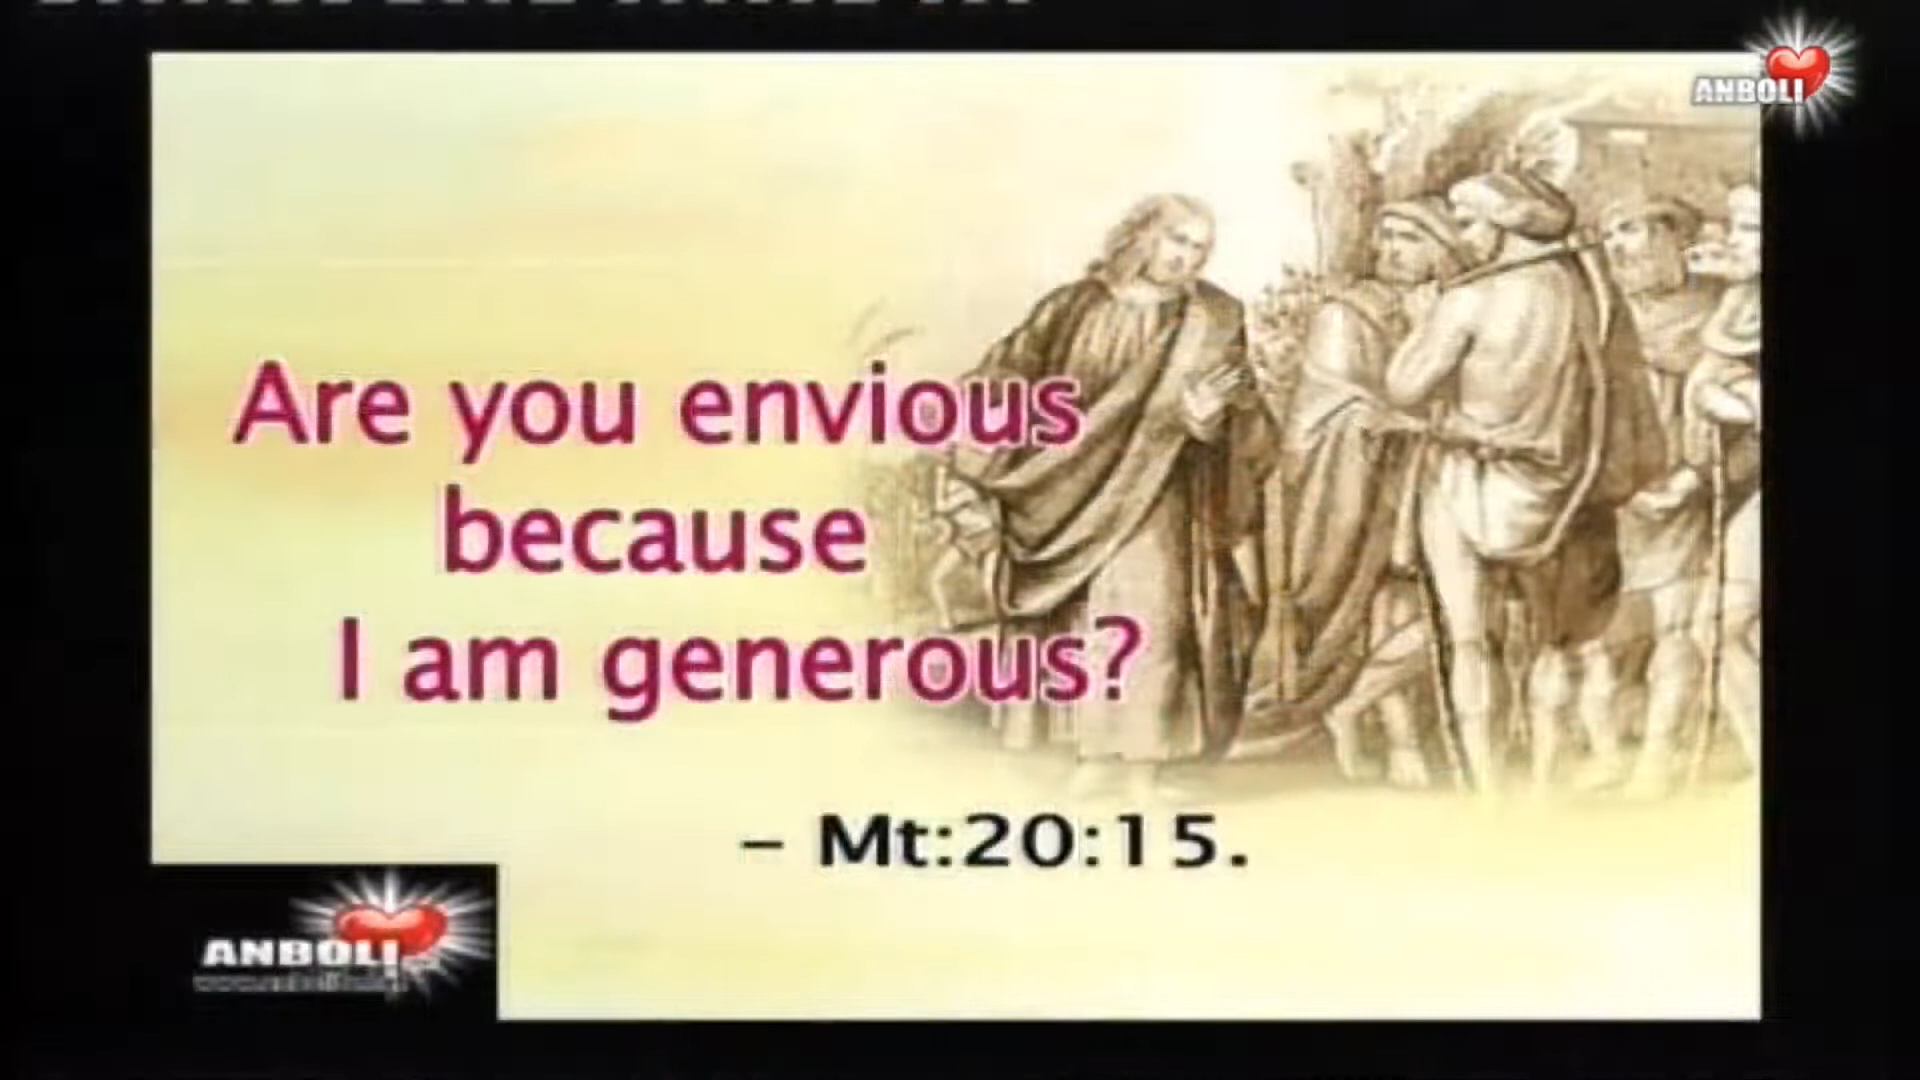 ANBOLI
Are you envious
because
I am generous?
– Mt:20:15.
ANBOLI